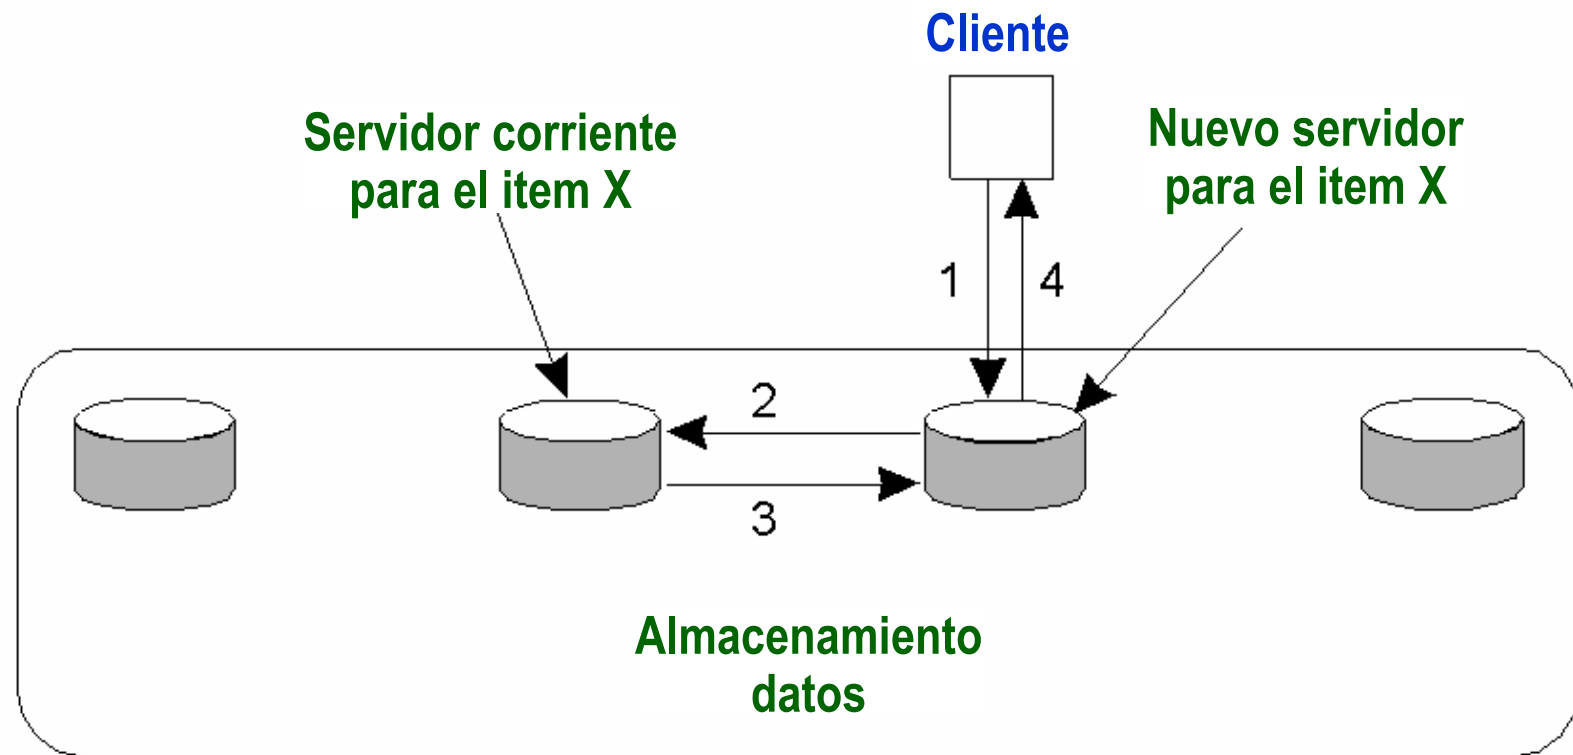 Cliente
Servidor corriente
para el item X
Nuevo servidor
para el item X
1
4
2
3
Almacenamiento
datos